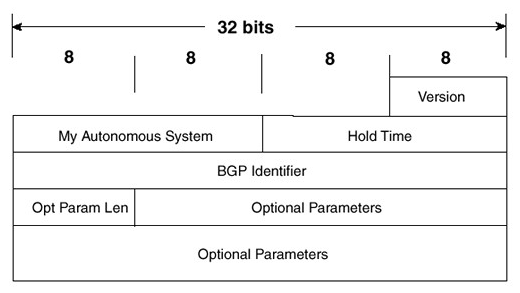 32 bits
8 8 8 8
Version
My Autonomous System Hold Time
BGP Identifier
Opt Param Len Optional Parameters
Optional Parameters